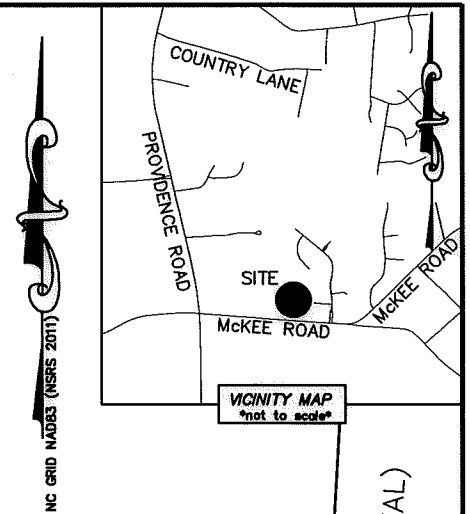 COUNTRY LANE
PROVIDENCE ROAD
SITE
McKEE ROAD
McKEE ROAD
VICINITY MAP
*not to scale*
NC GRID NAD83 (NSRS 2011)
AL)